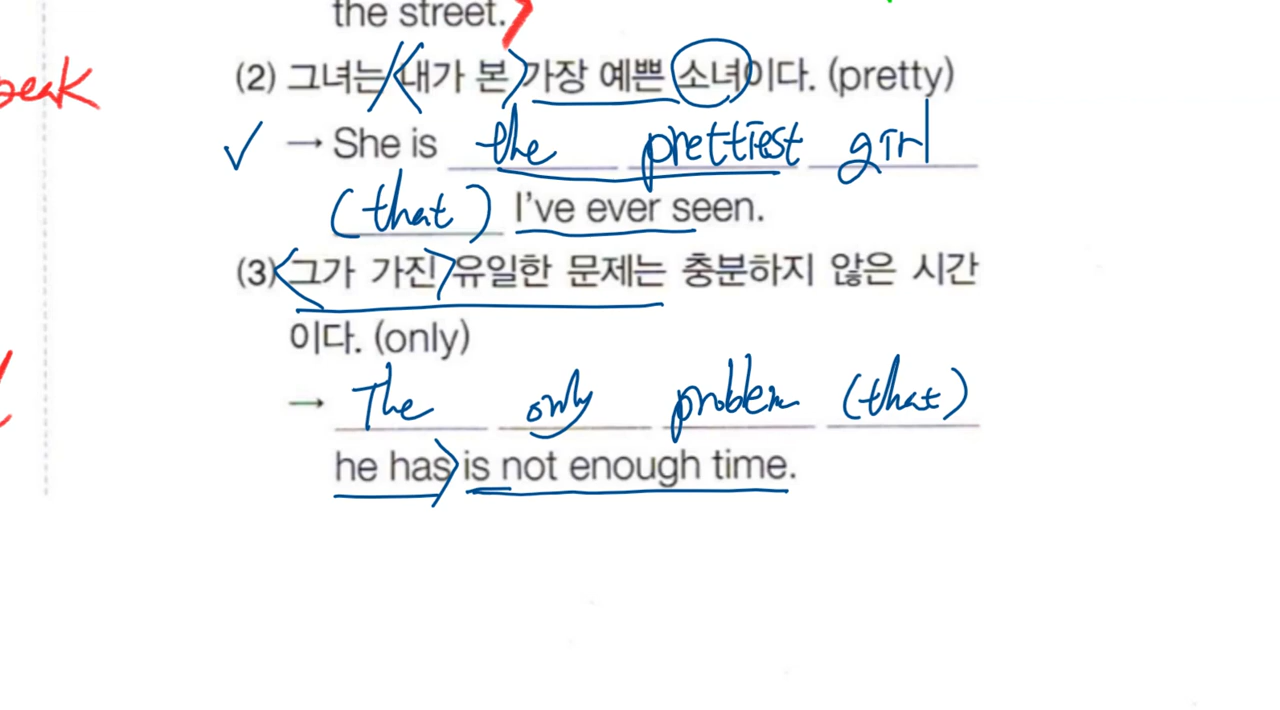 the street.
(2) 그녀는 내가 본 가장 예쁜 소녀이다. (pretty)
→ She is the prettiest girl
(that) I've ever seen.
(3) 그가 가진 유일한 문제는 충분하지 않은 시간
이다. (only)
→ The only problem (that)
he has is not enough time.